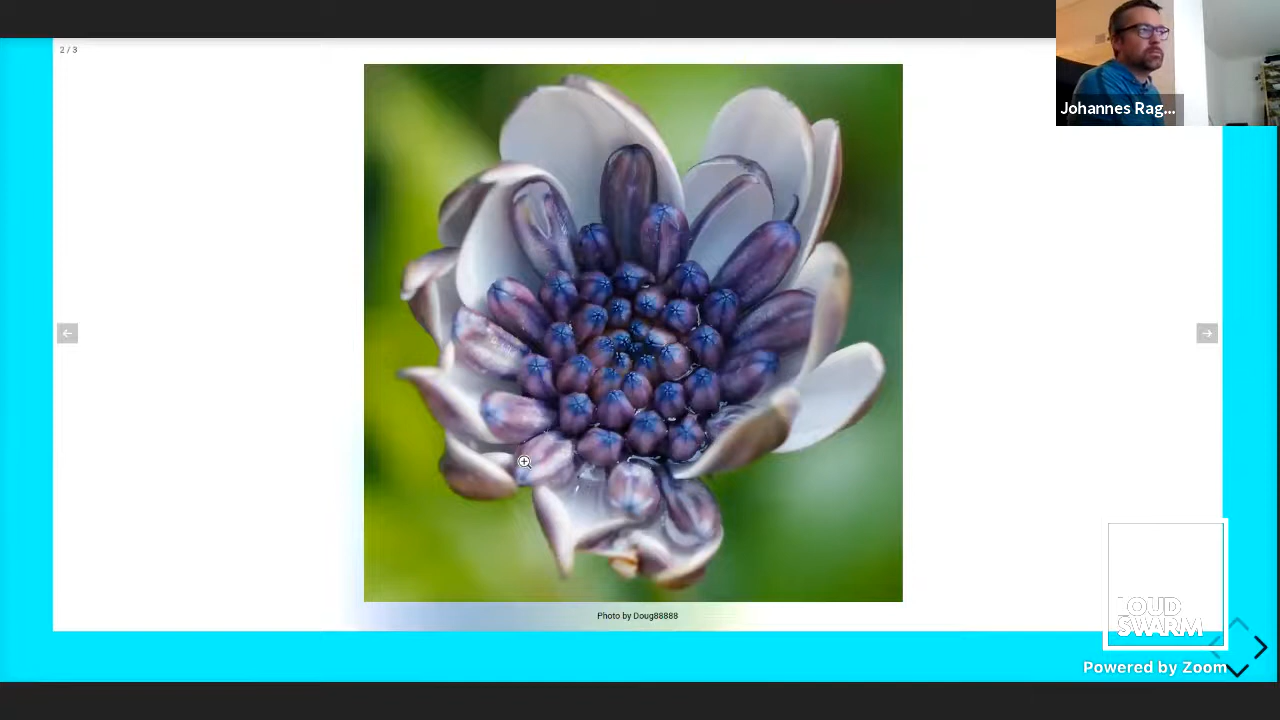 2 / 3
Johannes Rag...
Photo by Doug88888
LOUD
SWARM
Powered by Zoom